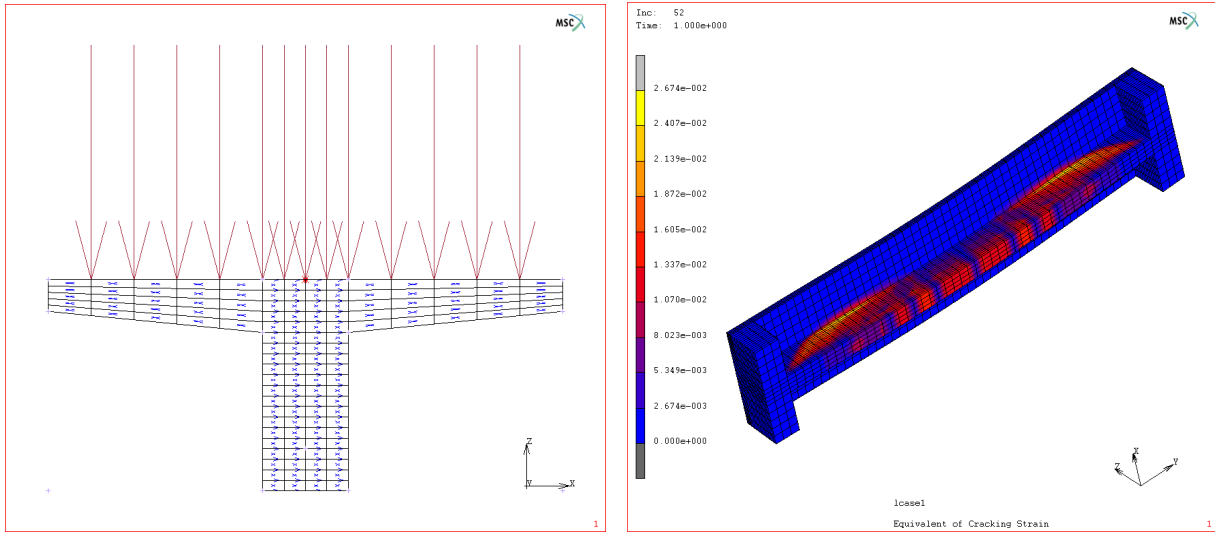 MSC
Z
Y X
1
Inc: 52
Time: 1.000e+000
MSC
2.674e-002
2.407e-002
2.139e-002
1.872e-002
1.605e-002
1.337e-002
1.070e-002
8.023e-003
5.349e-003
2.674e-003
0.000e+000
X
Z Y
lcase1
Equivalent of Cracking Strain
1